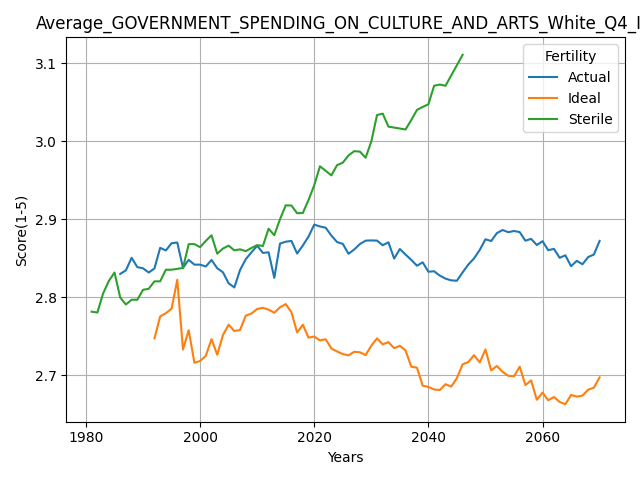 Average_GOVERNMENT_SPENDING_ON_CULTURE_AND_ARTS_White_Q4_I
Fertility
Actual
Ideal
Sterile
Score(1-5)
3.1
3.0
2.9
2.8
2.7
1980
2000
2020
2040
2060
Years